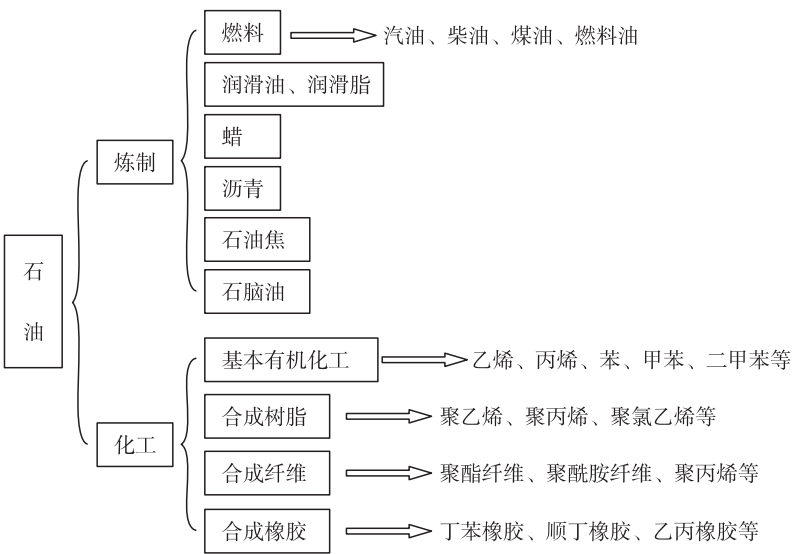 石油
炼制
燃料
汽油、柴油、煤油、燃料油
润滑油、润滑脂
蜡
沥青
石油焦
石脑油
化工
基本有机化工
乙烯、丙烯、苯、甲苯、二甲苯等
合成树脂
聚乙烯、聚丙烯、聚氯乙烯等
合成纤维
聚酯纤维、聚酰胺纤维、聚丙烯等
合成橡胶
丁苯橡胶、顺丁橡胶、乙丙橡胶等